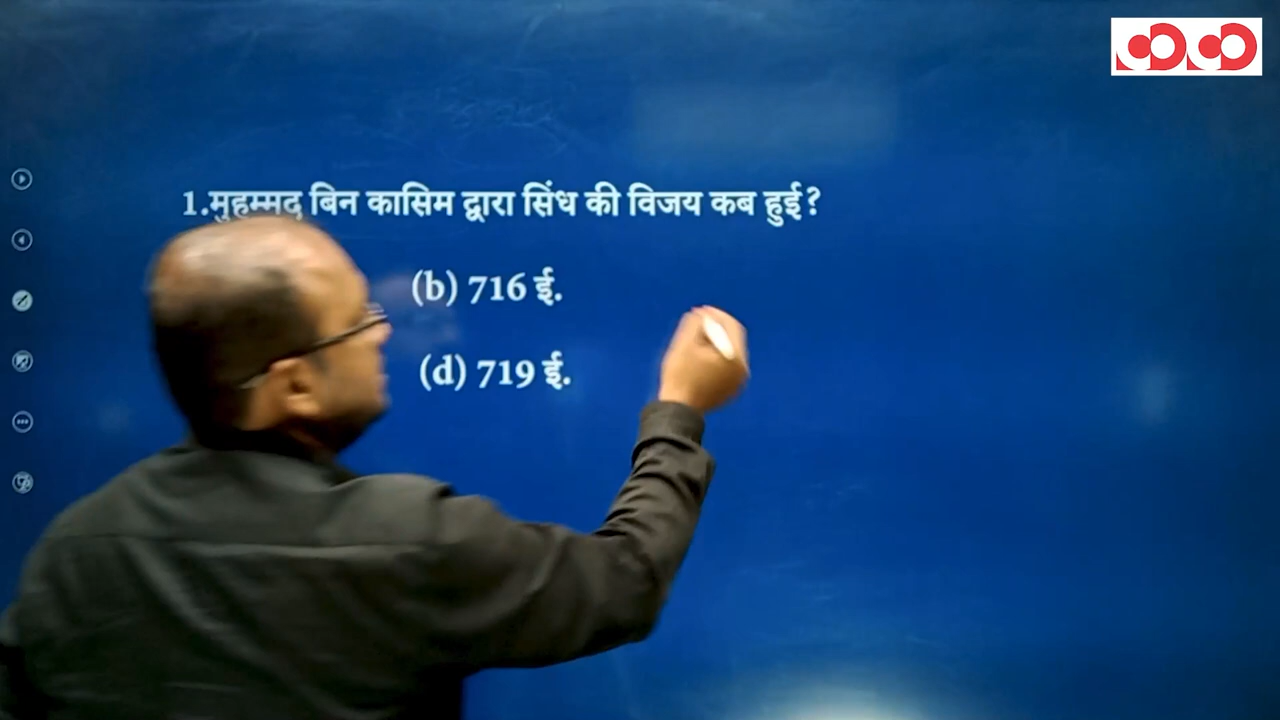 1.मुहम्मद बिन कासिम द्वारा सिंध की विजय कब हुई?
(b) 716 ई.
(d) 719 ई.